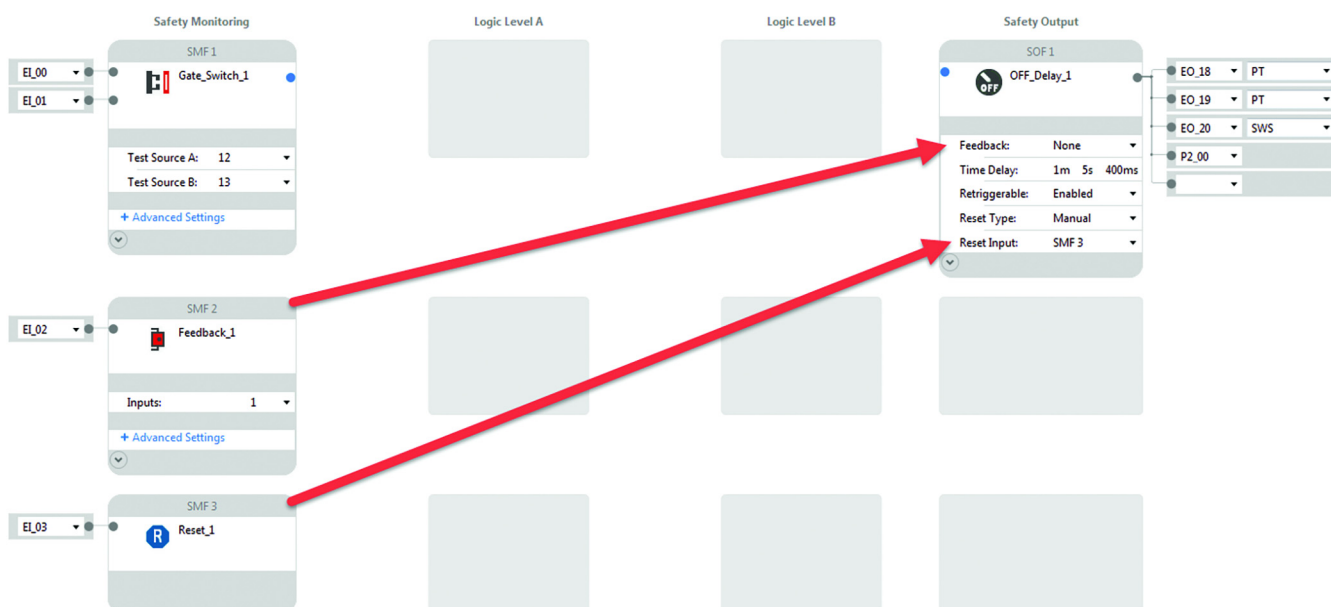 Safety Monitoring
Logic Level A
Logic Level B
Safety Output
SMF 1
EI_00
EI_01
Gate_Switch_1
Test Source A: 12
Test Source B: 13
+ Advanced Settings
SOF 1
OFF
OFF_Delay_1
Feedback: None
Time Delay: 1m 5s 400ms
Retriggerable: Enabled
Reset Type: Manual
Reset Input: SMF 3
EO_18 PT
EO_19 PT
EO_20 SWS
P2_00
SMF 2
EI_02
Feedback_1
Inputs: 1
+ Advanced Settings
SMF 3
EI_03
R
Reset_1